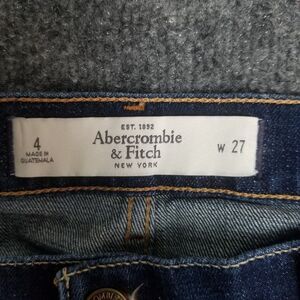 EST. 1892
Abercrombie
& Fitch
NEW YORK
4
MADE IN
GUATEMALA
W 27